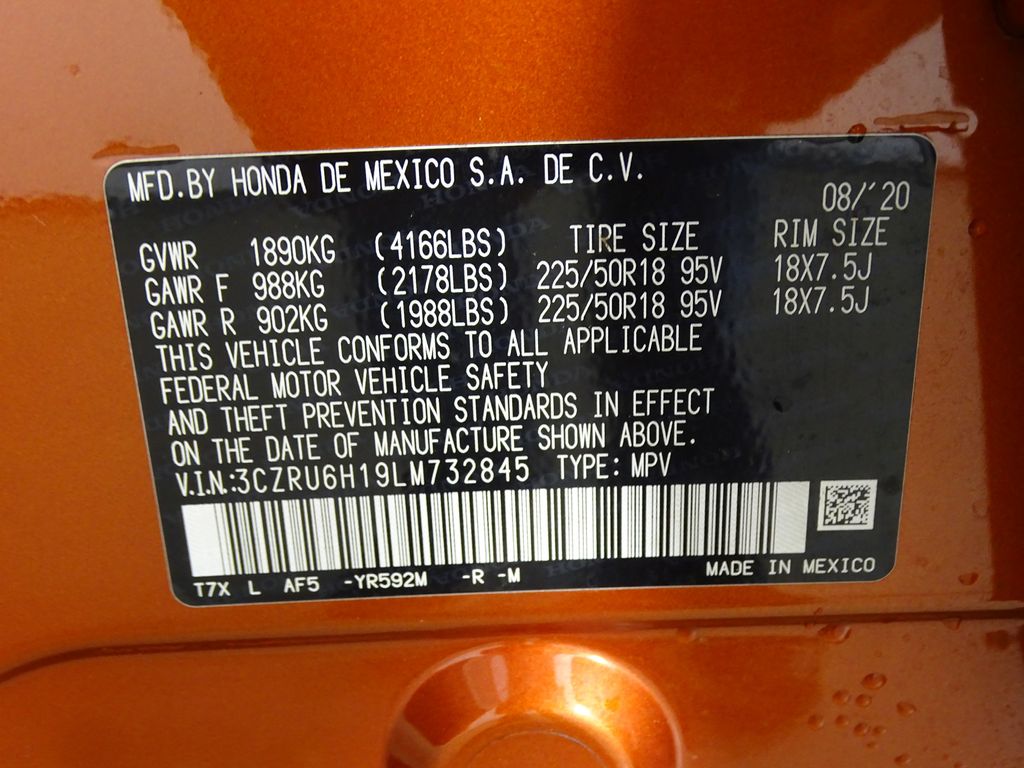 MFD.BY HONDA DE MEXICO S.A. DE C.V.
08/'20
GVWR 1890KG (4166LBS) TIRE SIZE RIM SIZE
GAWR F 988KG (2178LBS) 225/50R18 95V 18X7.5J
GAWR R 902KG (1988LBS) 225/50R18 95V 18X7.5J
THIS VEHICLE CONFORMS TO ALL APPLICABLE
FEDERAL MOTOR VEHICLE SAFETY
AND THEFT PREVENTION STANDARDS IN EFFECT
ON THE DATE OF MANUFACTURE SHOWN ABOVE.
V.I.N.:3CZRU6H19LM732845 TYPE: MPV
T7X L AF5 -YR592M -R -M MADE IN MEXICO